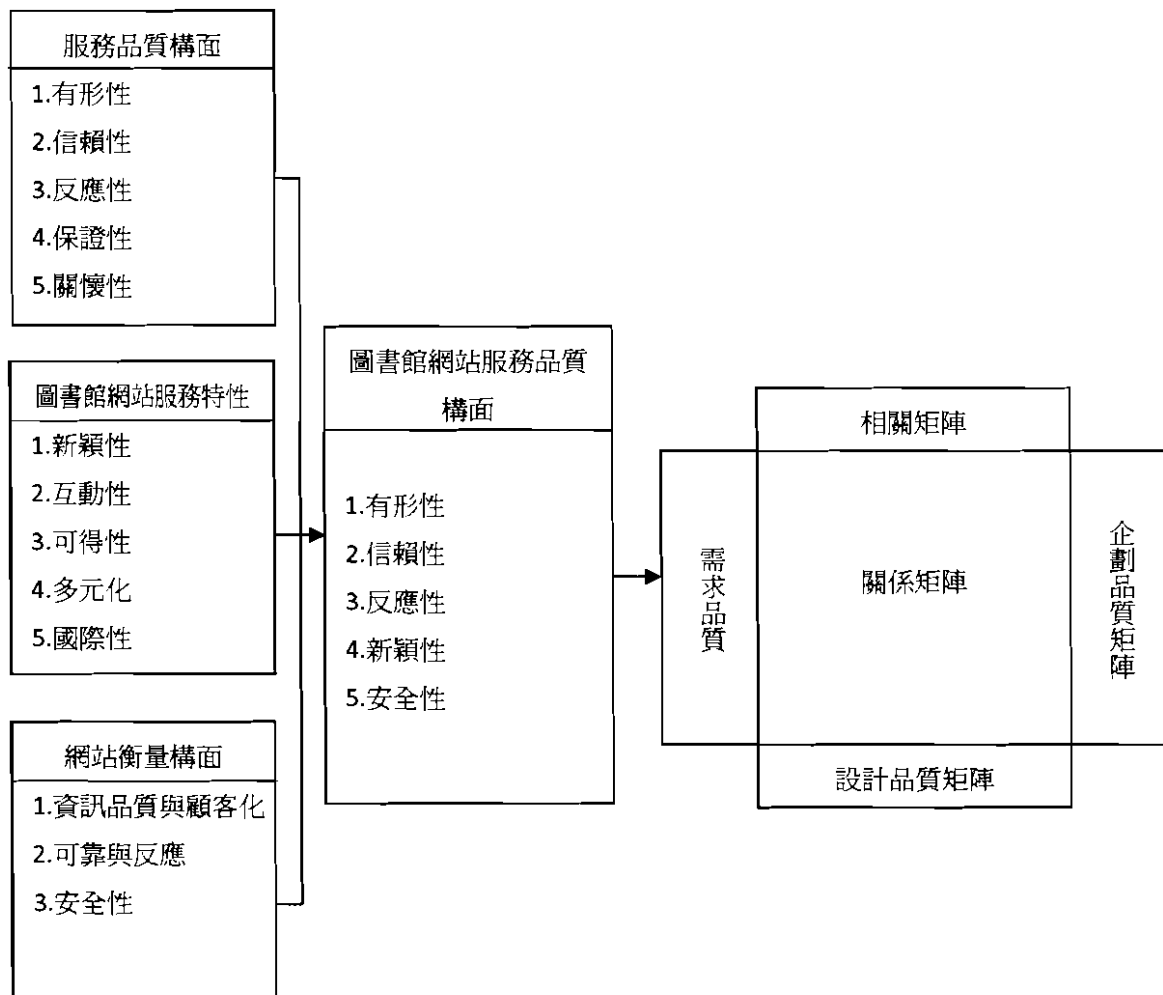 服務品質構面
1.有形性
2.信賴性
3.反應性
4.保證性
5.關懷性
圖書館網站服務特性
1.新穎性
2.互動性
3.可得性
4.多元化
5.國際性
網站衡量構面
1.資訊品質與顧客化
2.可靠與反應
3.安全性
圖書館網站服務品質
構面
1.有形性
2.信賴性
3.反應性
4.新穎性
5.安全性
相關矩陣
需求品質
關係矩陣
企劃品質矩陣
設計品質矩陣